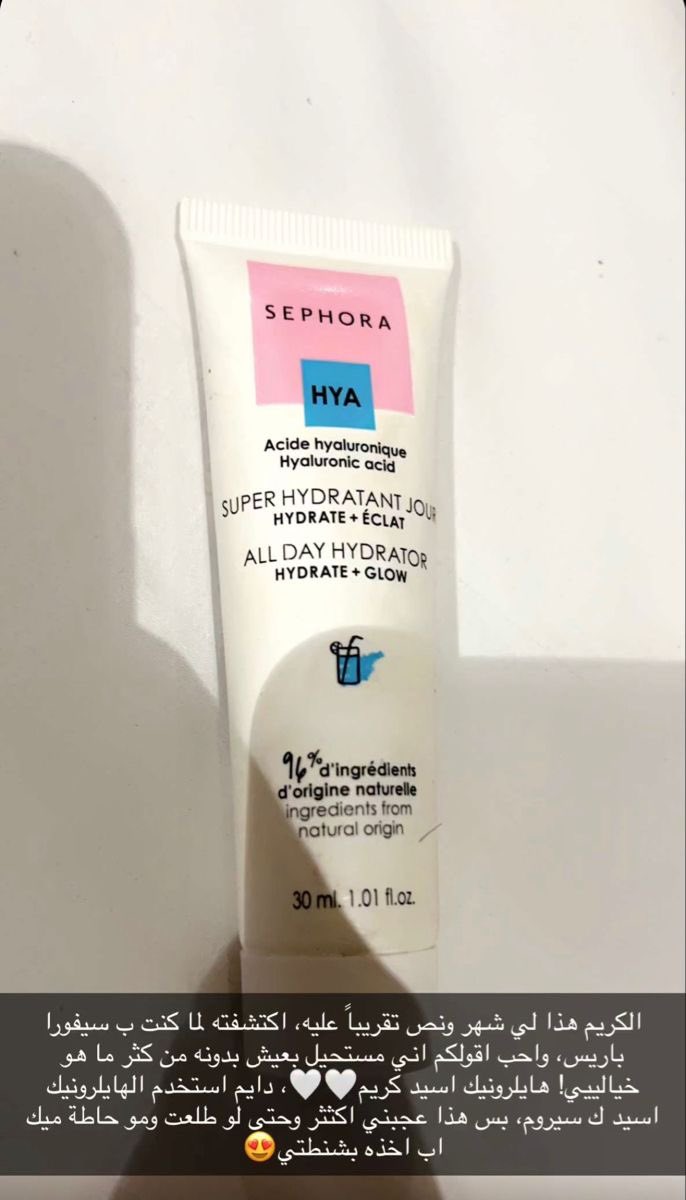 SEPHORA
HYA
Acide hyaluronique
Hyaluronic acid
SUPER HYDRATANT JOUR
HYDRATE + ÉCLAT
ALL DAY HYDRATOR
HYDRATE + GLOW
96% d'ingrédients
d'origine naturelle
ingredients from
natural origin
30 ml. 1.01 fl.oz.
الكريم هذا لي شهر ونص تقريباً عليه، اكتشفته لما كنت ب سيفورا
باريس، واحب اقولكم اني مستحيل بعيش بدونه من كثر ما هو
خياليييي! هايلرونيك اسيد كريم🤍🤍، دايم استخدم الهايلرونيك
اسيد ك سيروم، بس هذا عجبني اكثثر وحتى لو طلعت ومو حاطة ميك
اب اخذه بشنطتي😍